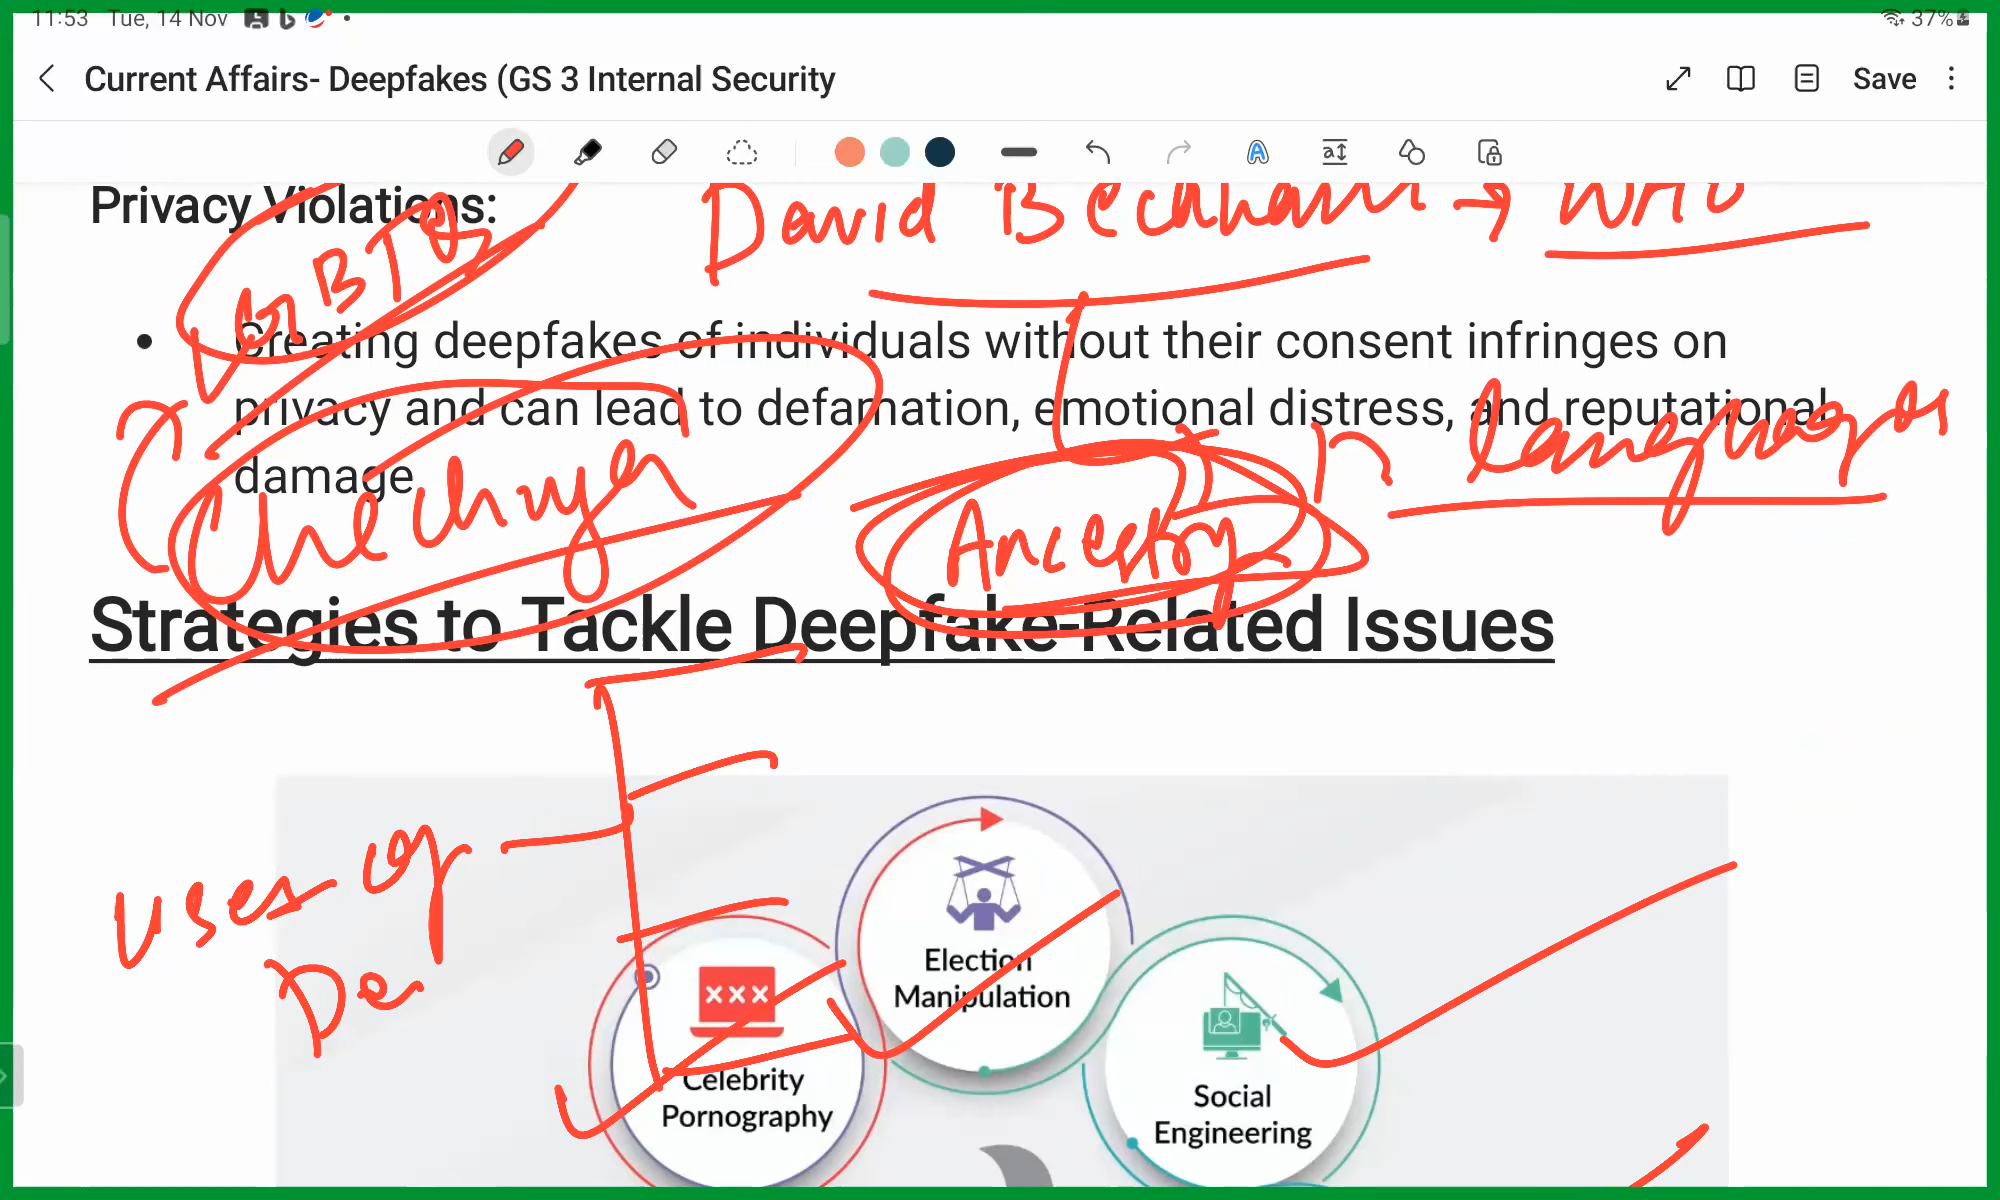 11:53 Tue, 14 Nov
37%
Current Affairs- Deepfakes (GS 3 Internal Security
Save
Privacy Violations:
David Beckham → WHO
LGBTQ
• Creating deepfakes of individuals without their consent infringes on
privacy and can lead to defamation, emotional distress, and reputational
damage
languages
Chechnya
Ancestry
Strategies to Tackle Deepfake-Related Issues
Uses of
De
Election
Manipulation
XXX
Celebrity
Pornography
Social
Engineering